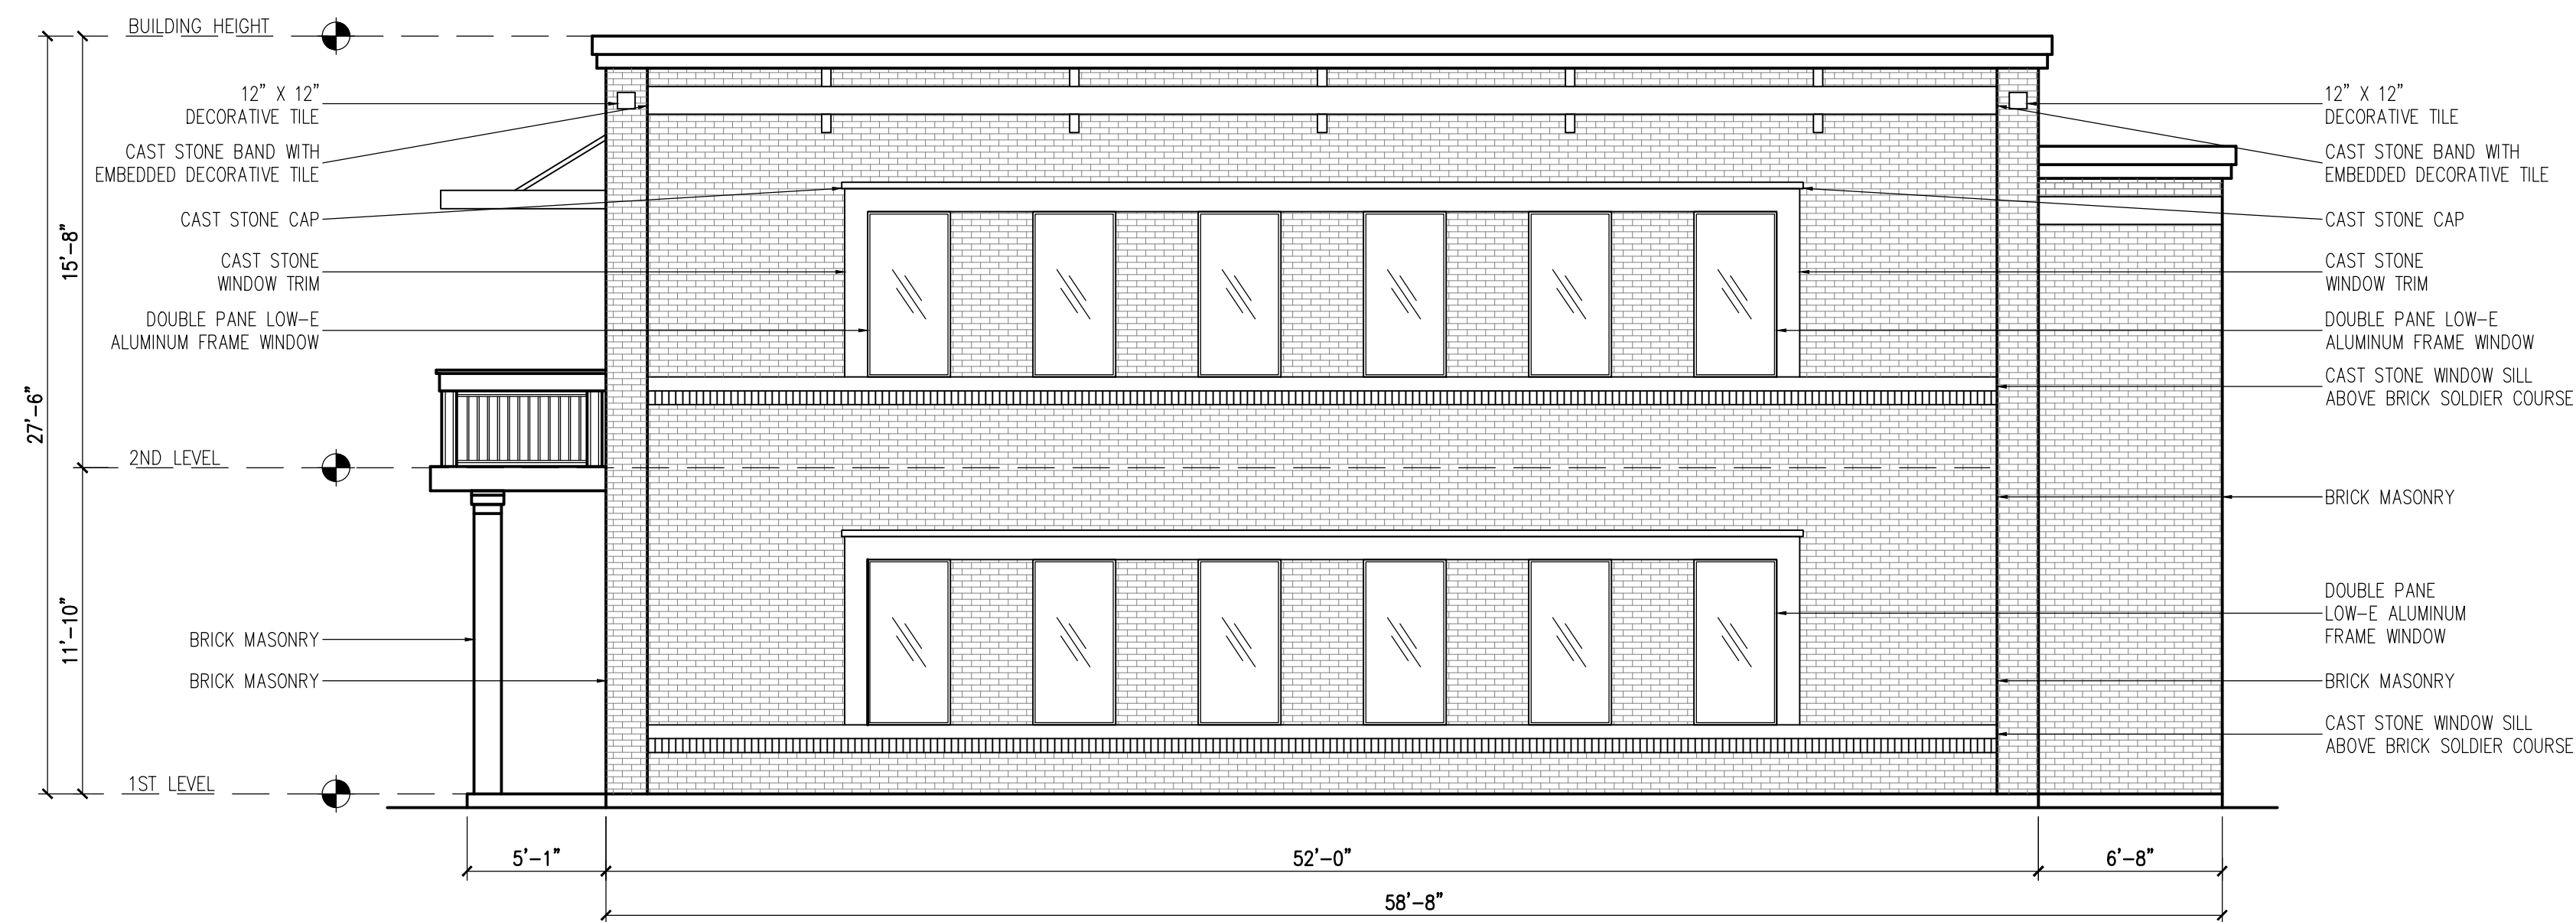 BUILDING HEIGHT
12" X 12"
DECORATIVE TILE
CAST STONE BAND WITH
EMBEDDED DECORATIVE TILE
CAST STONE CAP
CAST STONE
WINDOW TRIM
DOUBLE PANE LOW-E
ALUMINUM FRAME WINDOW
2ND LEVEL
BRICK MASONRY
BRICK MASONRY
1ST LEVEL
27'-6"
15'-8"
11'-10"
12" X 12"
DECORATIVE TILE
CAST STONE BAND WITH
EMBEDDED DECORATIVE TILE
CAST STONE CAP
CAST STONE
WINDOW TRIM
DOUBLE PANE LOW-E
ALUMINUM FRAME WINDOW
CAST STONE WINDOW SILL
ABOVE BRICK SOLDIER COURSE
BRICK MASONRY
DOUBLE PANE
LOW-E ALUMINUM
FRAME WINDOW
BRICK MASONRY
CAST STONE WINDOW SILL
ABOVE BRICK SOLDIER COURSE
5'-1"
52'-0"
6'-8"
58'-8"